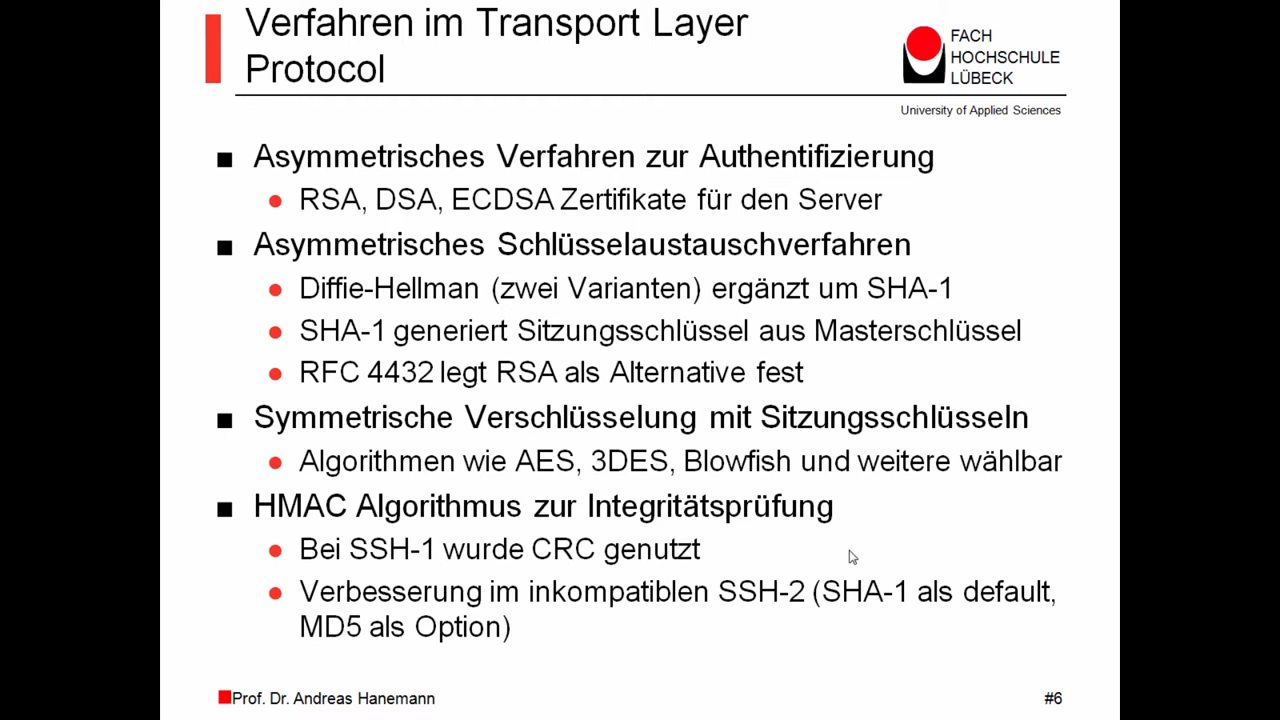 Verfahren im Transport Layer
Protocol
FACH
HOCHSCHULE
LÜBECK
University of Applied Sciences
Asymmetrisches Verfahren zur Authentifizierung
RSA, DSA, ECDSA Zertifikate für den Server
Asymmetrisches Schlüsselaustauschverfahren
Diffie-Hellman (zwei Varianten) ergänzt um SHA-1
SHA-1 generiert Sitzungsschlüssel aus Masterschlüssel
RFC 4432 legt RSA als Alternative fest
Symmetrische Verschlüsselung mit Sitzungsschlüsseln
Algorithmen wie AES, 3DES, Blowfish und weitere wählbar
HMAC Algorithmus zur Integritätsprüfung
Bei SSH-1 wurde CRC genutzt
Verbesserung im inkompatiblen SSH-2 (SHA-1 als default,
MD5 als Option)
Prof. Dr. Andreas Hanemann
#6